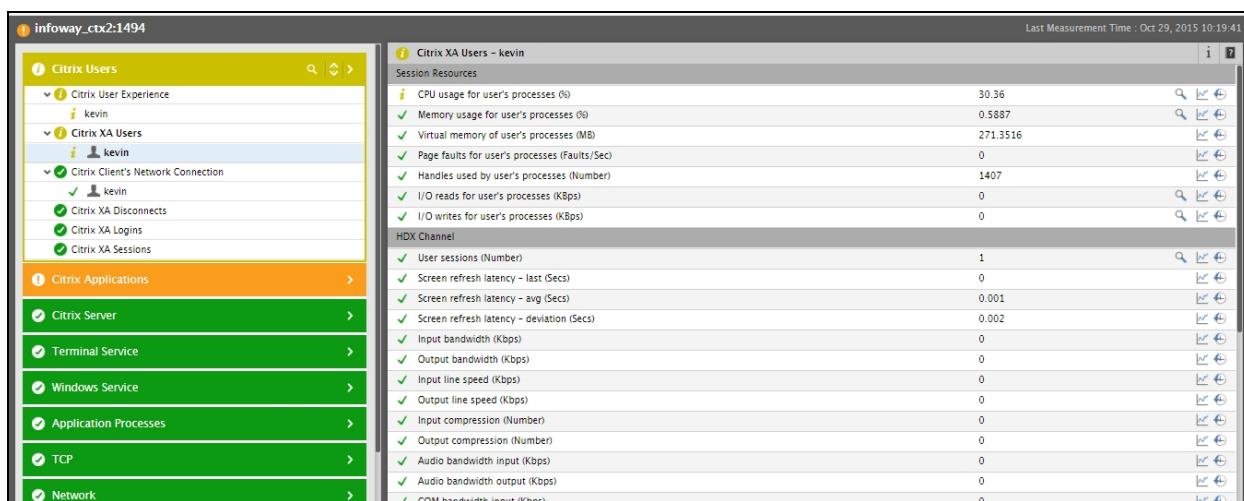 infoway_ctx2:1494
Last Measurement Time : Oct 29, 2015 10:19:41
Citrix Users
Citrix User Experience
kevin
Citrix XA Users
kevin
Citrix Client's Network Connection
kevin
Citrix XA Disconnects
Citrix XA Logins
Citrix XA Sessions
Citrix Applications
Citrix Server
Terminal Service
Windows Service
Application Processes
TCP
Network
Citrix XA Users - kevin
Session Resources
CPU usage for user's processes (%) 30.36
Memory usage for user's processes (%) 0.5887
Virtual memory of user's processes (MB) 271.3516
Page faults for user's processes (Faults/Sec) 0
Handles used by user's processes (Number) 1407
I/O reads for user's processes (KBps) 0
I/O writes for user's processes (KBps) 0
HDX Channel
User sessions (Number) 1
Screen refresh latency - last (Secs) 0
Screen refresh latency - avg (Secs) 0.001
Screen refresh latency - deviation (Secs) 0.002
Input bandwidth (Kbps) 0
Output bandwidth (Kbps) 0
Input line speed (Kbps) 0
Output line speed (Kbps) 0
Input compression (Number) 0
Output compression (Number) 0
Audio bandwidth input (Kbps) 0
Audio bandwidth output (Kbps) 0
COM bandwidth input (Kbps) 0